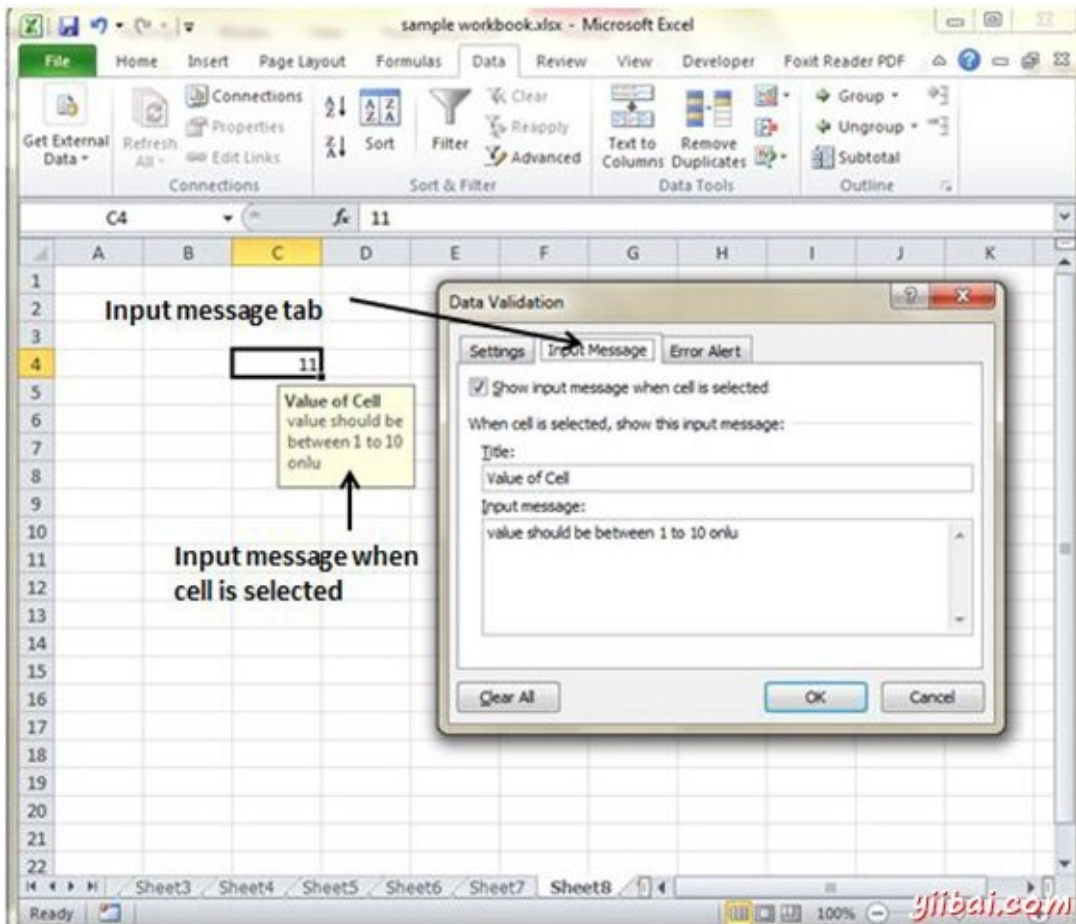 sample workbook.xlsx - Microsoft Excel
File Home Insert Page Layout Formulas Data Review View Developer Foxit Reader PDF
Get External Data
Refresh All
Connections
Properties
Edit Links
Connections
Sort
Filter
Clear
Reapply
Advanced
Sort & Filter
Text to Columns
Remove Duplicates
Data Tools
Group
Ungroup
Subtotal
Outline
C4 fx 11
A B C D E F G H I J K
1
2
3
4
5
6
7
8
9
10
11
12
13
14
15
16
17
18
19
20
21
22
Input message tab
11
Value of Cell
value should be
between 1 to 10
onlu
Input message when
cell is selected
Data Validation
Settings Input Message Error Alert
Show input message when cell is selected
When cell is selected, show this input message:
Title:
Value of Cell
Input message:
value should be between 1 to 10 onlu
Clear All OK Cancel
Sheet3 Sheet4 Sheet5 Sheet6 Sheet7 Sheet8
Ready 100%
yiibai.com